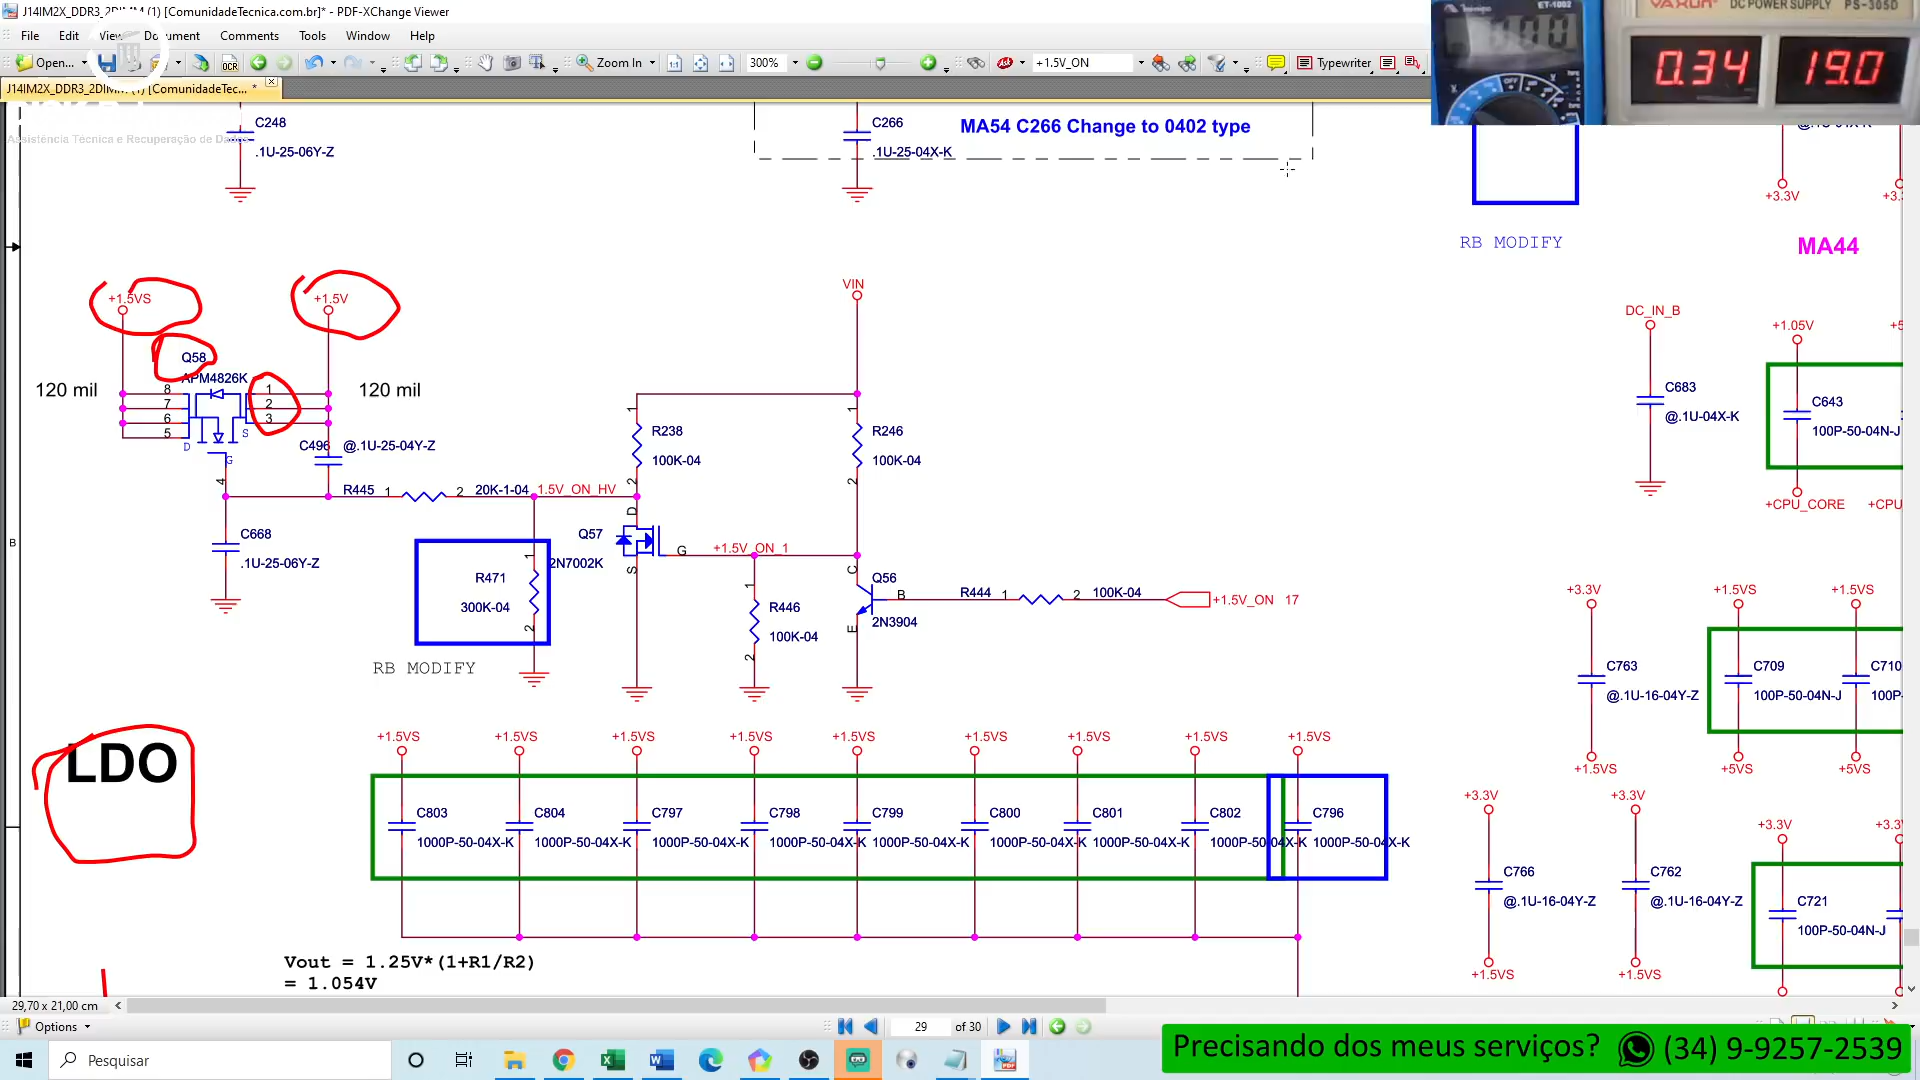 J14IM2X_DDR3_2DIMM (1) [ComunidadeTecnica.com.br]* - PDF-XChange Viewer
File Edit View Document Comments Tools Window Help
Open... OCR Zoom In 300% +1.5V_ON Typewriter
J14IM2X_DDR3_2DIMM (1) [ComunidadeTec... *
Assistência Técnica e Recuperação de Dados
ET-1002
DC POWER SUPPLY PS-305D
0.34 19.0
C248
.1U-25-06Y-Z
C266
.1U-25-04X-K
MA54 C266 Change to 0402 type
RB MODIFY
+3.3V
MA44
+1.5VS
+1.5V
Q58
APM4826K
120 mil
120 mil
8 7 6 5
1 2 3
D S G 4
C496 @.1U-25-04Y-Z
R445 1 2 20K-1-04 1.5V_ON_HV
C668
.1U-25-06Y-Z
R471
300K-04
1 2
RB MODIFY
VIN
R238
100K-04
1 2
R246
100K-04
1 2
Q57
2N7002K
D G S
+1.5V_ON_1
R446
100K-04
1 2
C B E
Q56
2N3904
R444 1 2 100K-04
+1.5V_ON 17
DC_IN_B
C683
@.1U-04X-K
+1.05V
C643
100P-50-04N-J
+CPU_CORE
+CPU
LDO
+1.5VS +1.5VS +1.5VS +1.5VS +1.5VS +1.5VS +1.5VS +1.5VS +1.5VS
C803 C804 C797 C798 C799 C800 C801 C802 C796
1000P-50-04X-K 1000P-50-04X-K 1000P-50-04X-K 1000P-50-04X-K 1000P-50-04X-K 1000P-50-04X-K 1000P-50-04X-K 1000P-50-04X-K 1000P-50-04X-K
+3.3V
C763
@.1U-16-04Y-Z
+1.5VS
+1.5VS
C709
100P-50-04N-J
+5VS
+1.5VS
C710
100P-
+5VS
+3.3V
C766
@.1U-16-04Y-Z
+1.5VS
+3.3V
C762
@.1U-16-04Y-Z
+1.5VS
+3.3V
C721
100P-50-04N-J
Vout = 1.25V*(1+R1/R2)
= 1.054V
B
29,70 x 21,00 cm
Options
29 of 30
Pesquisar
Precisando dos meus serviços? (34) 9-9257-2539